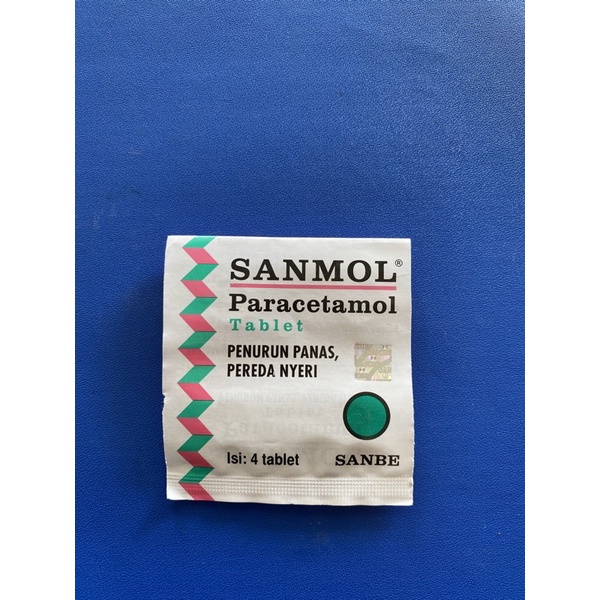 SANMOL®
Paracetamol
Tablet
PENURUN PANAS,
PEREDA NYERI
Isi: 4 tablet
SANBE